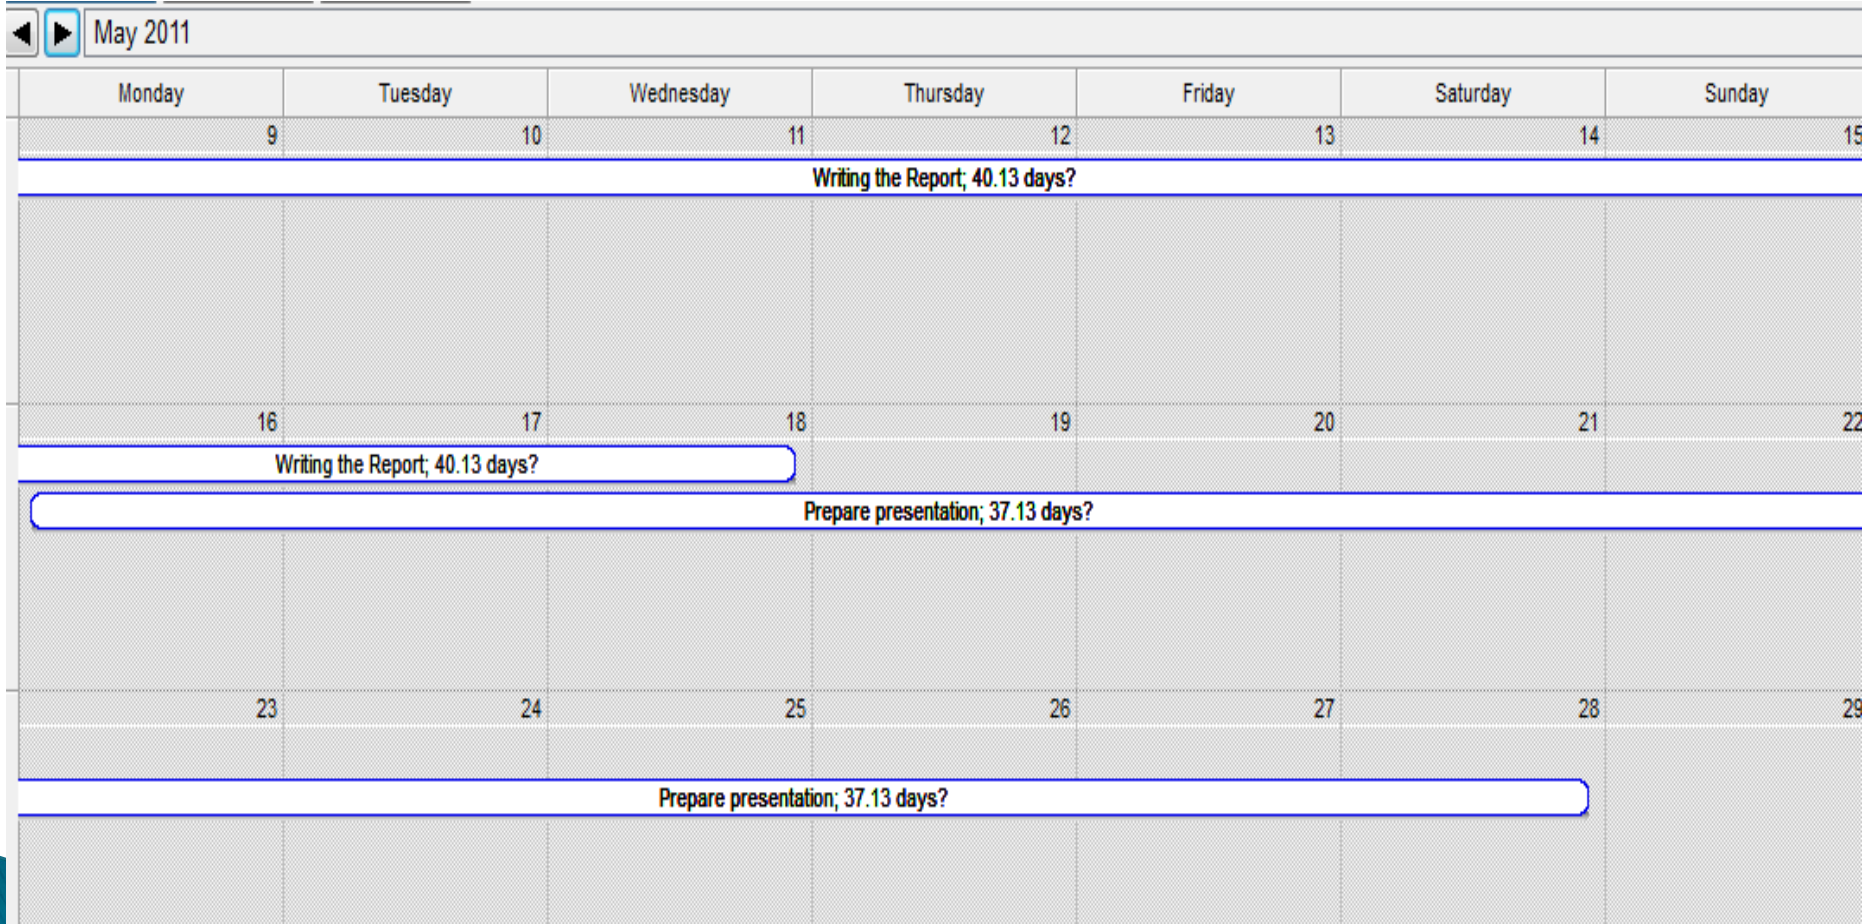 May 2011
Monday Tuesday Wednesday Thursday Friday Saturday Sunday
9 10 11 12 13 14 15
Writing the Report; 40.13 days?
16 17 18 19 20 21 22
Writing the Report; 40.13 days?
Prepare presentation; 37.13 days?
23 24 25 26 27 28 29
Prepare presentation; 37.13 days?